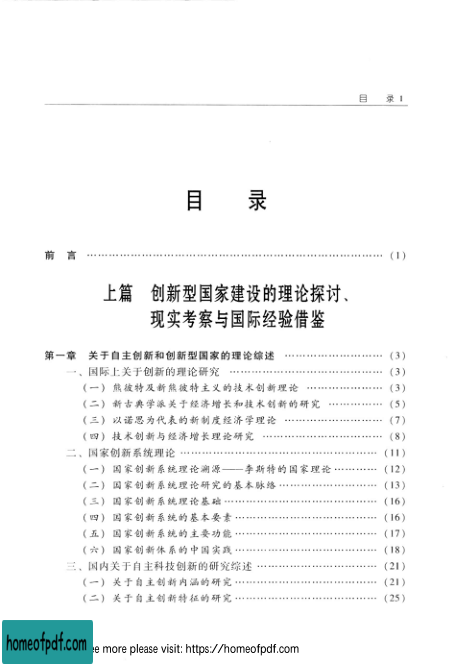 目 录 1
目 录
前 言 …………………………………………………… (1)
上篇 创新型国家建设的理论探讨、
现实考察与国际经验借鉴
第一章 关于自主创新和创新型国家的理论综述 ……………… (3)
一、国际上关于创新的理论研究 ……………………… (3)
(一) 熊彼特及新熊彼特主义的技术创新理论 …………… (3)
(二) 新古典学派关于经济增长和技术创新的研究 ………… (5)
(三) 以诺思为代表的新制度经济学理论 ……………… (7)
(四) 技术创新与经济增长理论研究 ………………… (8)
二、国家创新系统理论 …………………………… (11)
(一) 国家创新系统理论溯源——李斯特的国家理论 ……… (12)
(二) 国家创新系统理论研究的基本脉络 ……………… (13)
(三) 国家创新系统理论基础 ……………………… (16)
(四) 国家创新系统的基本要素 …………………… (16)
(五) 国家创新系统的主要功能 …………………… (17)
(六) 国家创新体系的中国实践 …………………… (18)
三、国内关于自主科技创新的研究综述 ………………… (21)
(一) 关于自主创新内涵的研究 …………………… (21)
(二) 关于自主创新特征的研究 …………………… (25)
homeofpdf.com
ee more please visit: https://homeofpdf.com